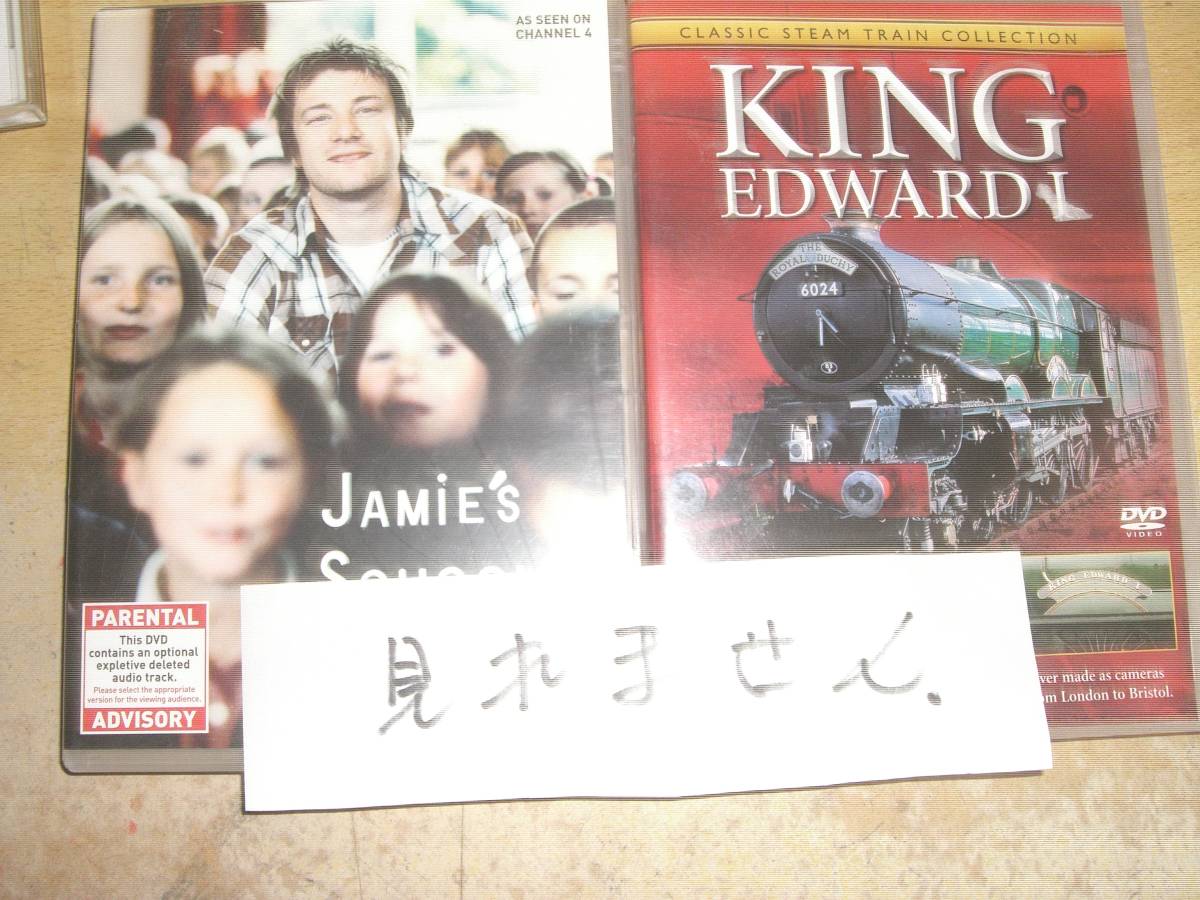 AS SEEN ON
CHANNEL 4
JAMiE'S
PARENTAL
This DVD
contains an optional
expletive deleted
audio track.
Please select the appropriate
version for the viewing audience.
ADVISORY
CLASSIC STEAM TRAIN COLLECTION
KING
EDWARD I
THE
ROYAL DUCHY
6024
DVD
VIDEO
KING EDWARD I
ver made as cameras
om London to Bristol.
見れません.